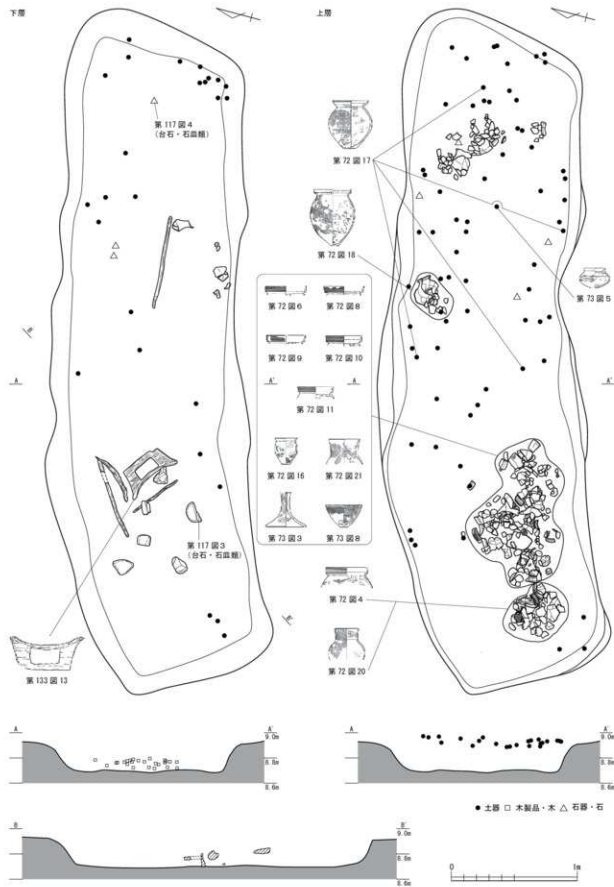 下層
上層
第117図4
(台石・石皿類)
第72図17
第72図18
第73図5
第72図6
第72図8
第72図9
第72図10
第72図11
第72図16
第72図21
第73図3
第73図8
A
A'
A
A'
B
B'
第117図3
(台石・石皿類)
第72図4
第72図20
第133図13
A
A'
9.0m
8.8m
8.6m
A
A'
9.0m
8.8m
8.6m
●土器 □木製品・木 △石器・石
B
B'
9.0m
8.8m
8.6m
0
1m